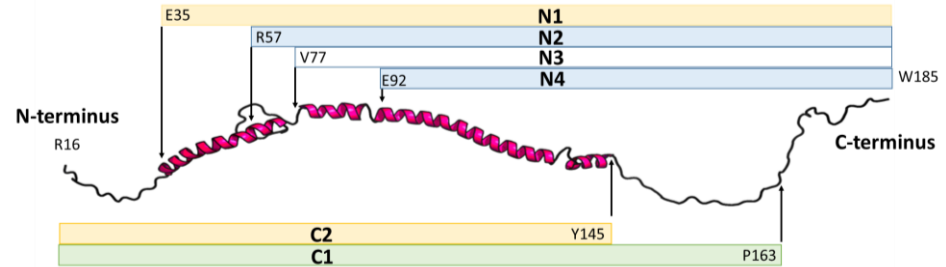 E35 N1
R57 N2
V77 N3
E92 N4 W185
N-terminus
R16
C-terminus
C2 Y145
C1 P163